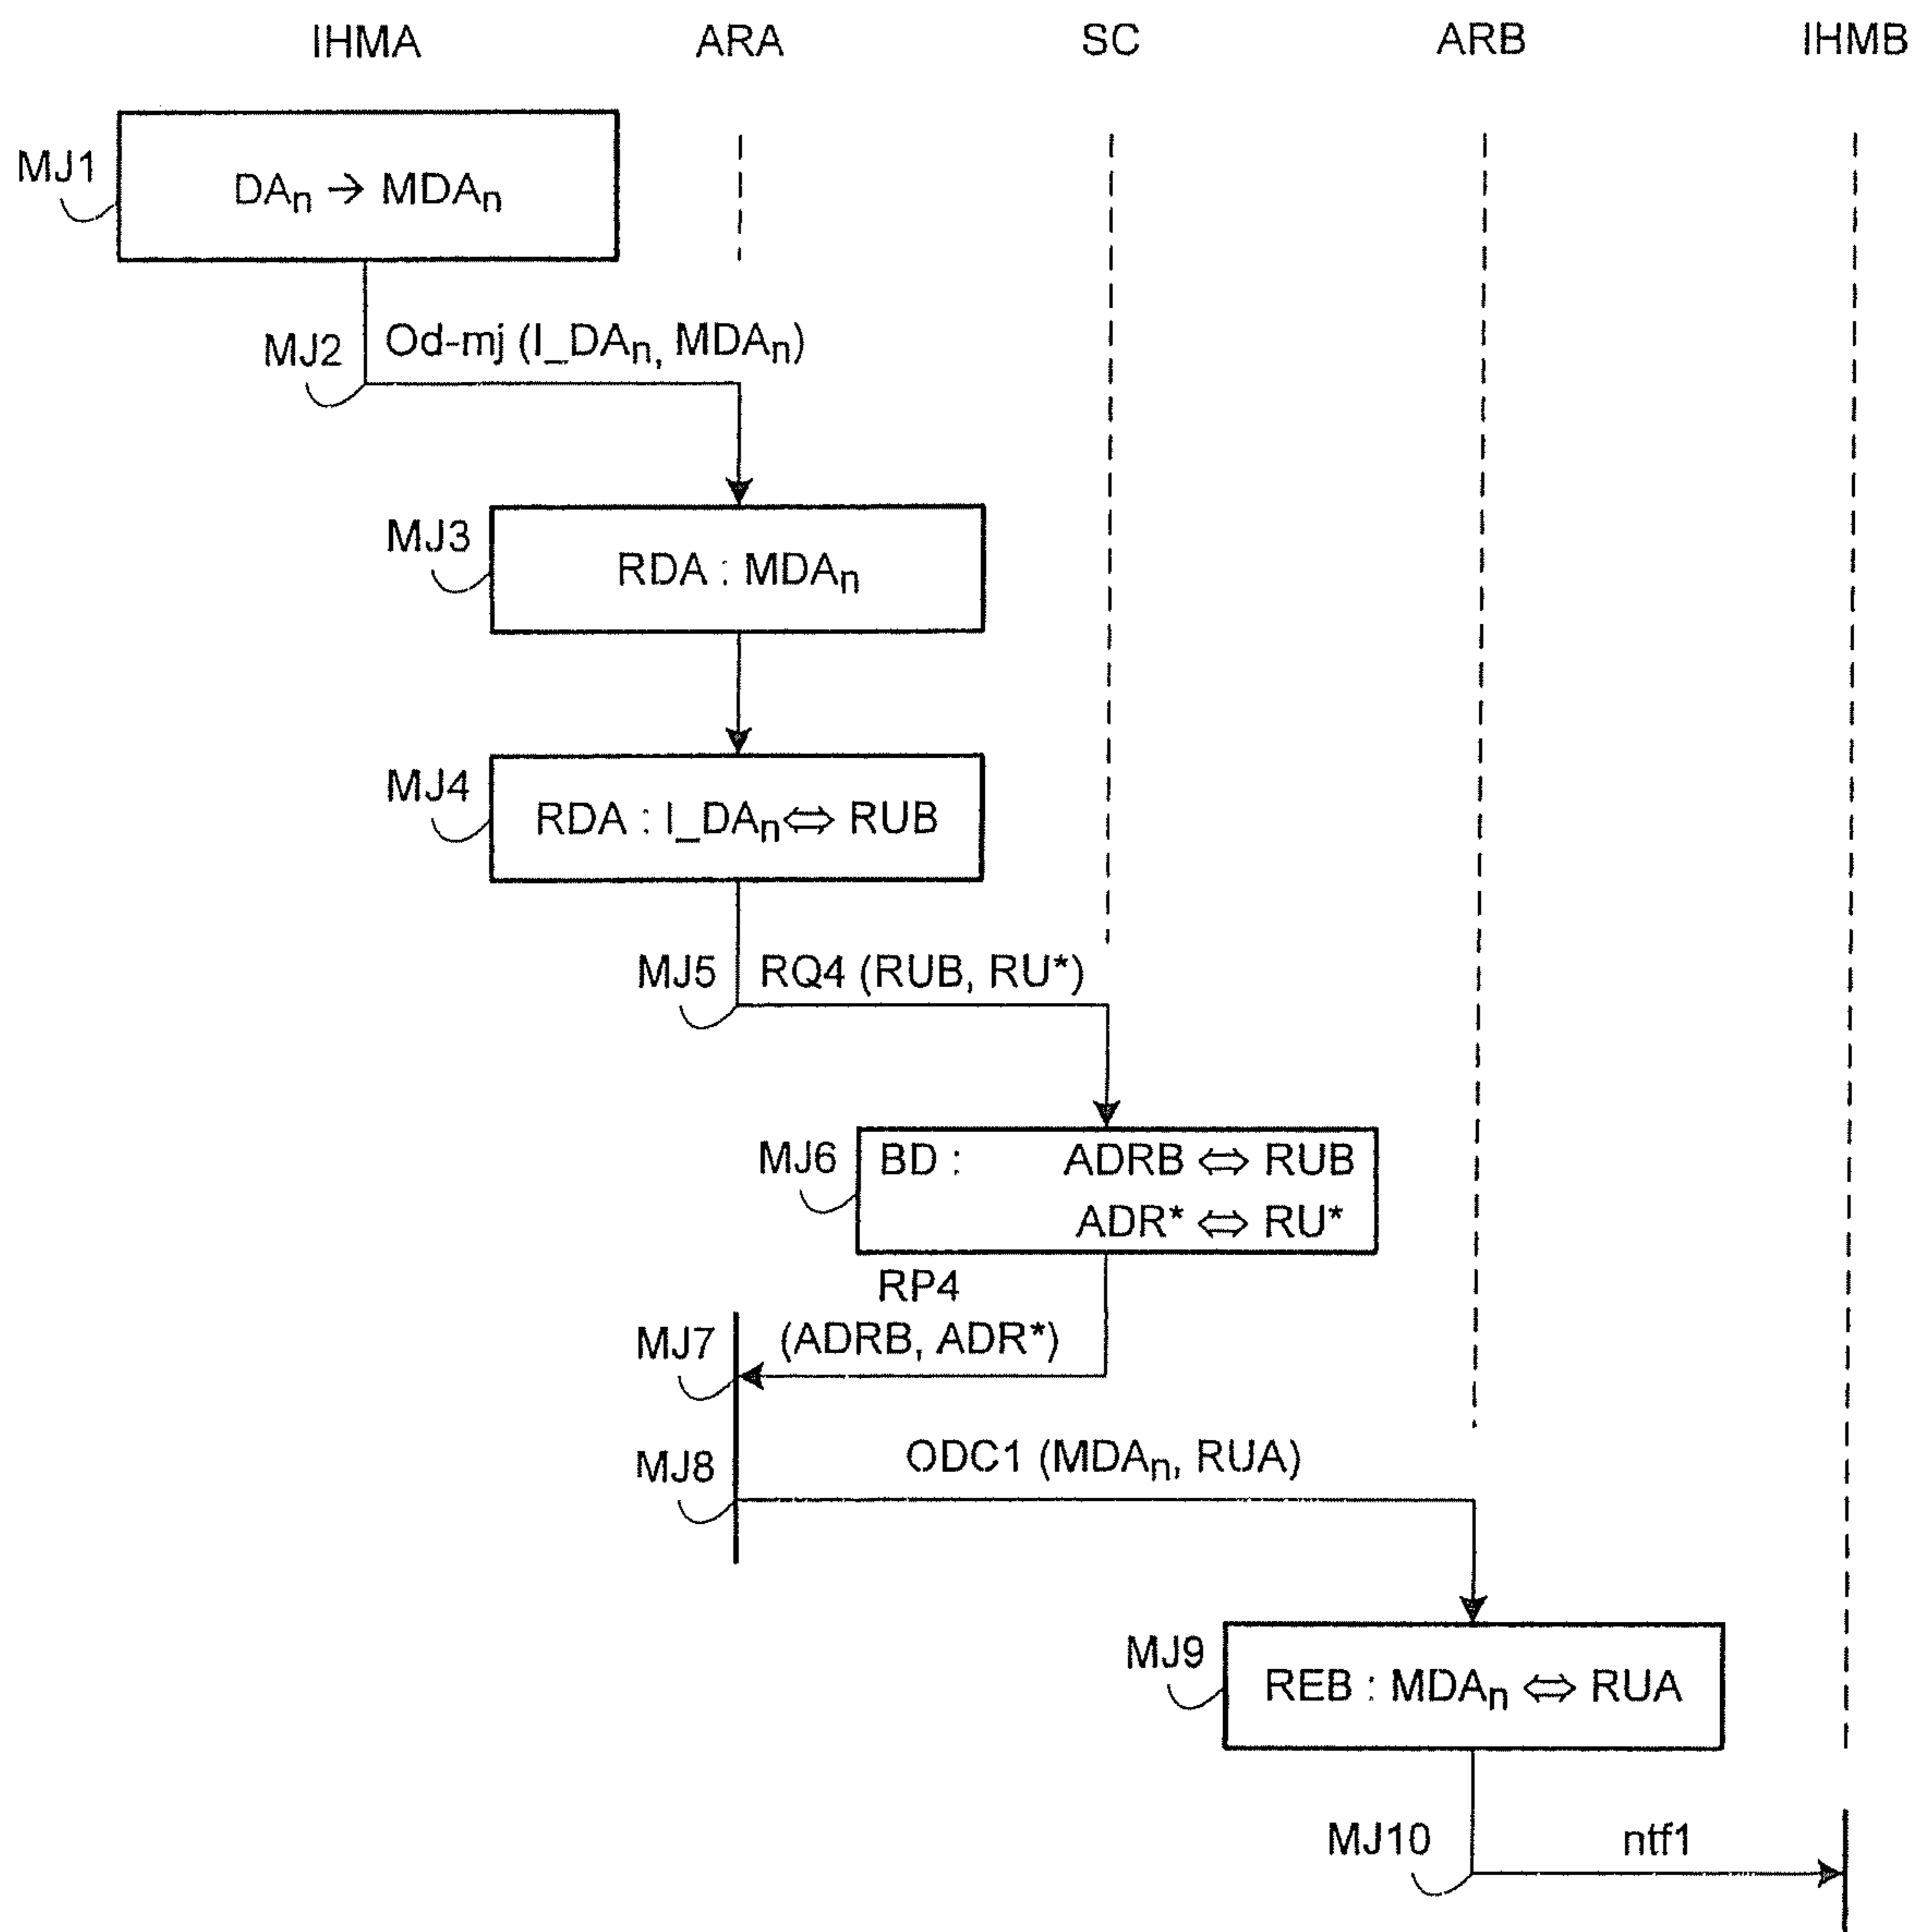 IHMA ARA SC ARB IHMB
MJ1
DAn → MDAn
MJ2
Od-mj (I_DAn, MDAn)
MJ3
RDA : MDAn
MJ4
RDA : I_DAn ⇔ RUB
MJ5
RQ4 (RUB, RU*)
MJ6
BD : ADRB ⇔ RUB
ADR* ⇔ RU*
RP4
MJ7
(ADRB, ADR*)
MJ8
ODC1 (MDAn, RUA)
MJ9
REB : MDAn ⇔ RUA
MJ10
ntf1